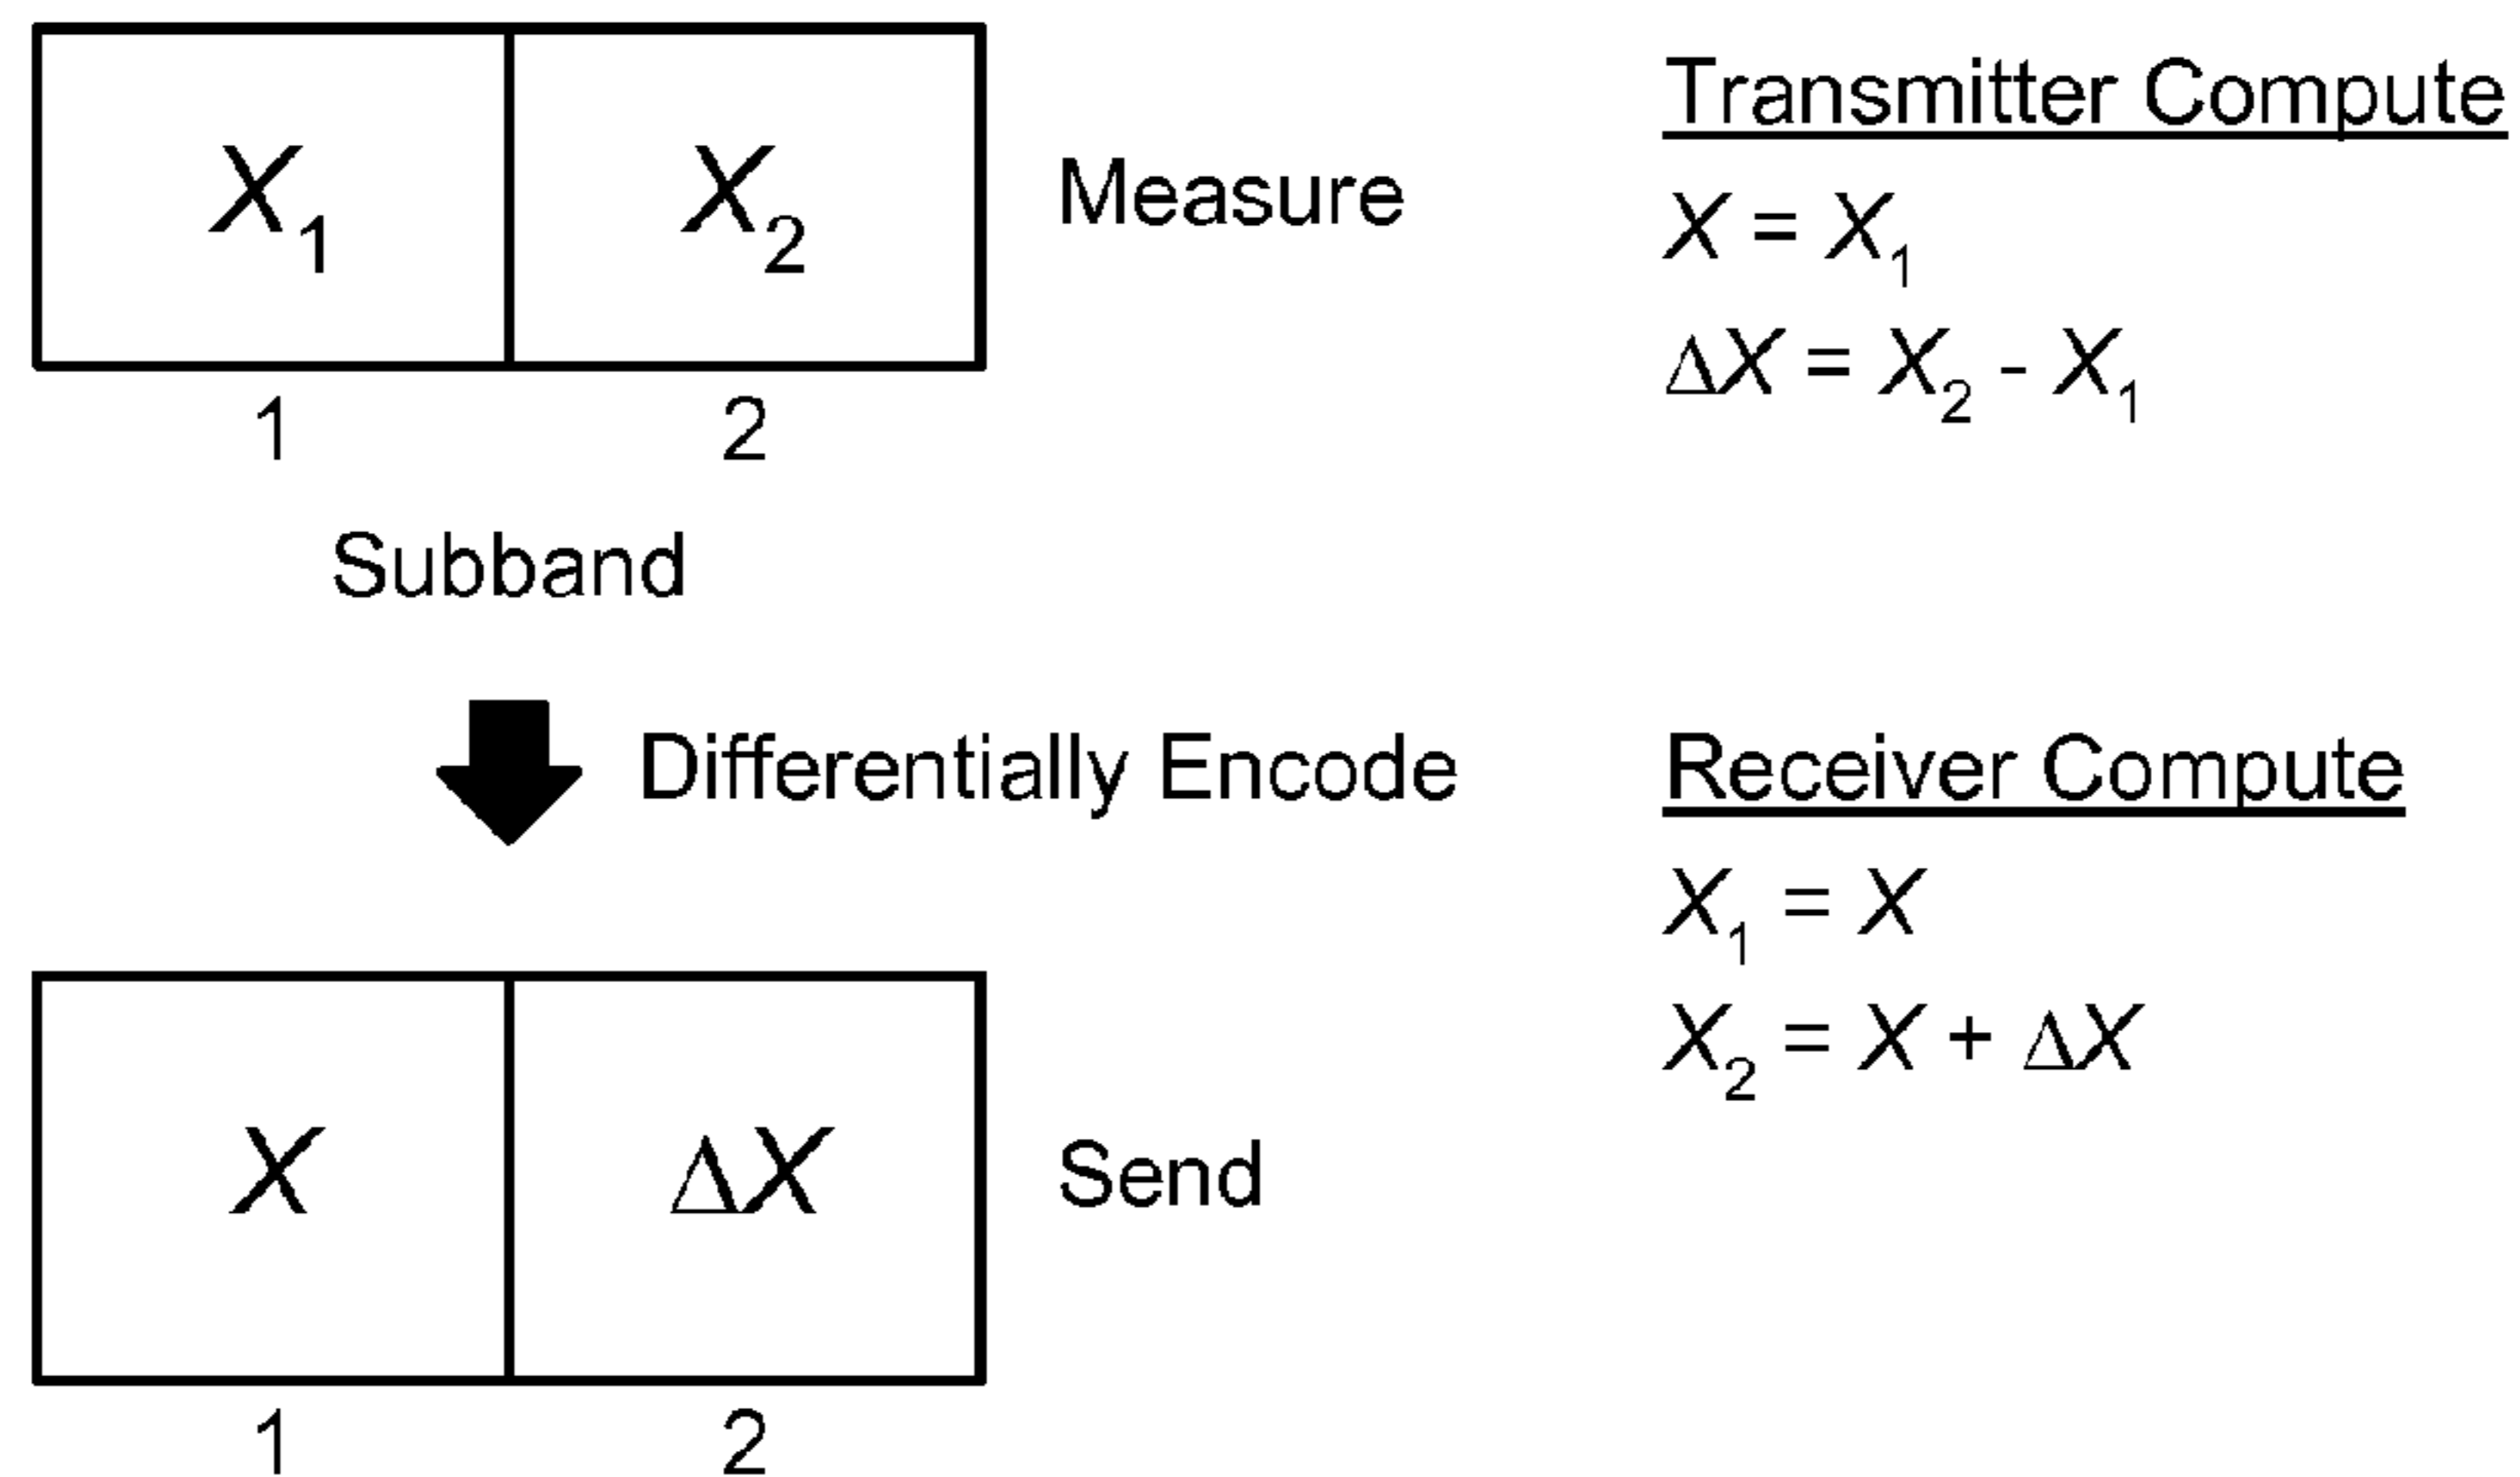 X₁ X₂ Measure
1 2
Subband
Differentially Encode
X ΔX Send
1 2
Transmitter Compute
X = X₁
ΔX = X₂ - X₁
Receiver Compute
X₁ = X
X₂ = X + ΔX